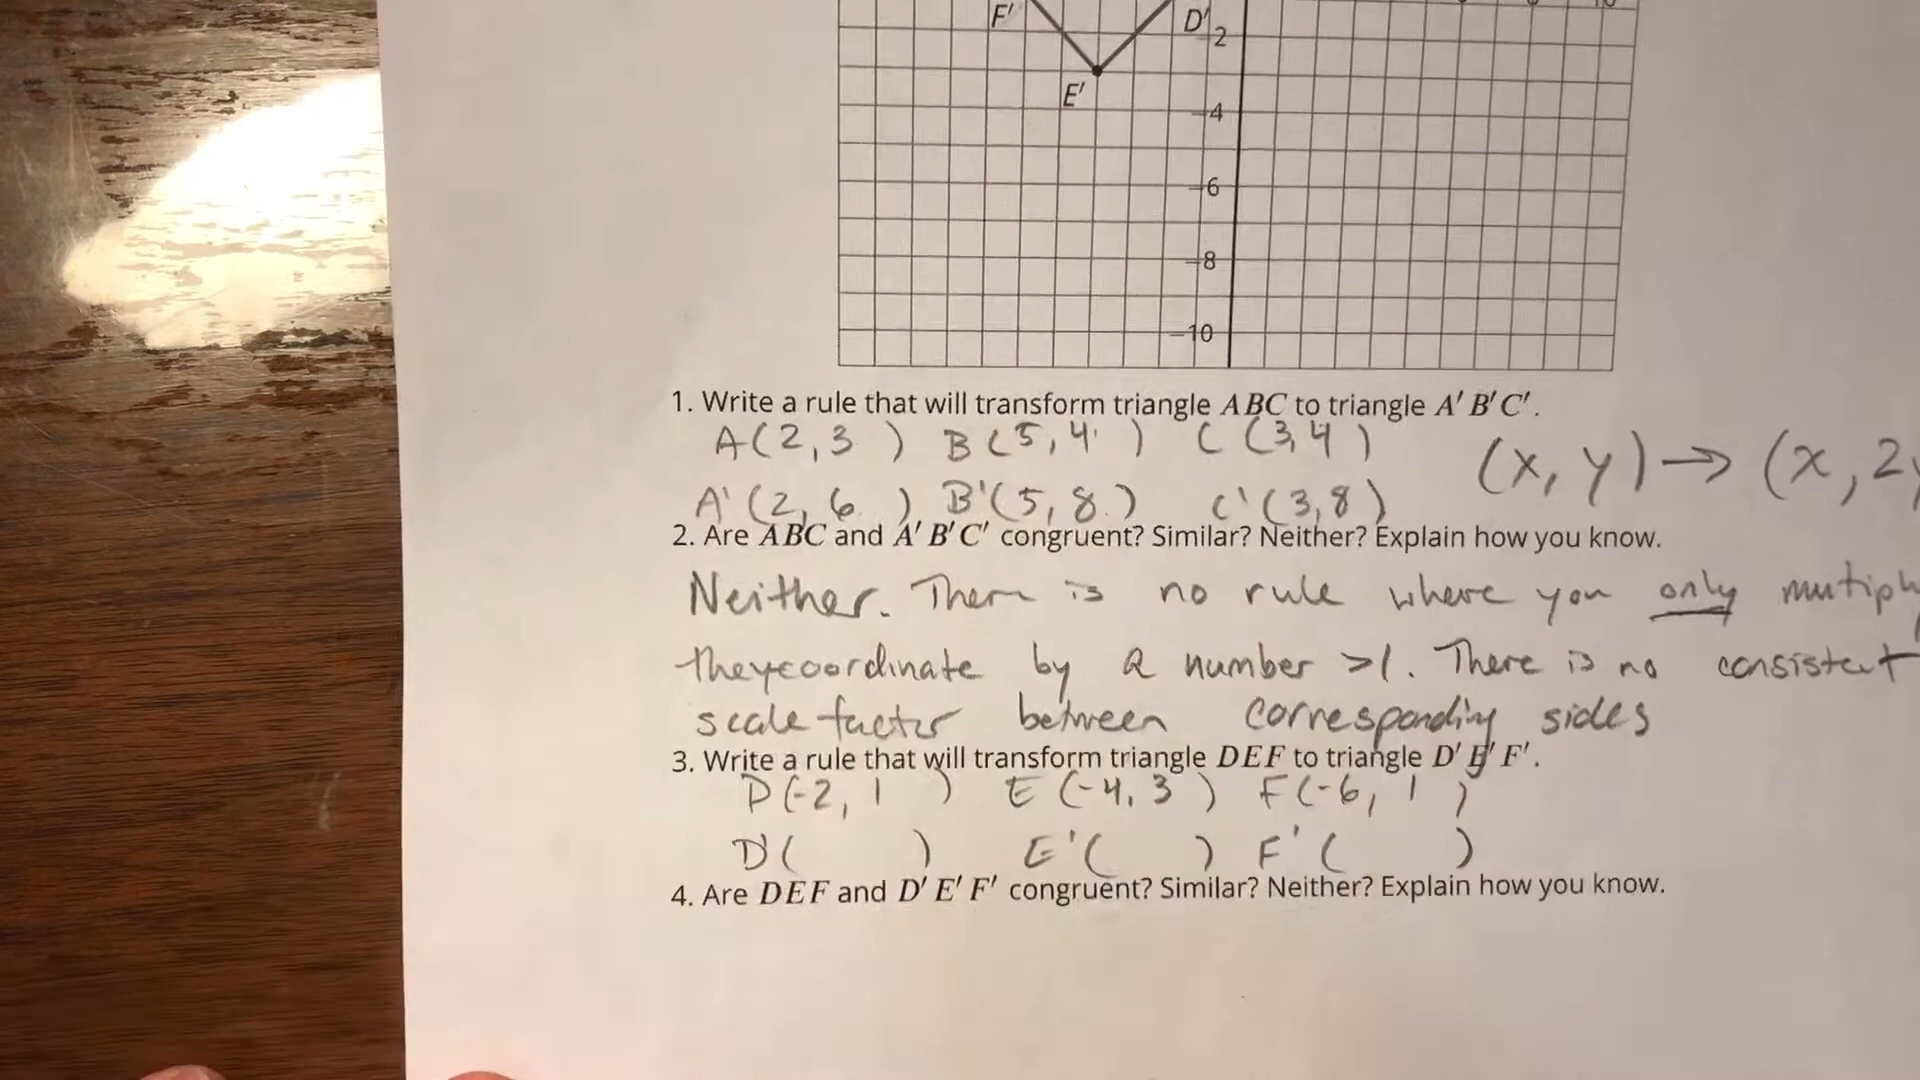 F′ D′ 2
E′
-4
-6
-8
-10
1. Write a rule that will transform triangle ABC to triangle A′ B′ C′.
A(2,3 ) B(5,4 ) C (3,4 ) (x,y)→(x,2y
A'(2,6 ) B'(5,8 ) C'(3,8)
2. Are ABC and A′ B′ C′ congruent? Similar? Neither? Explain how you know.
Neither. There is no rule where you only mutiply
the y coordinate by a number >1. There is no consistent
scale factor between corresponding sides
3. Write a rule that will transform triangle DEF to triangle D′ E′ F′.
D(-2, 1 ) E (-4, 3 ) F(-6, 1 )
D'( ) E'( ) F'( )
4. Are DEF and D′ E′ F′ congruent? Similar? Neither? Explain how you know.